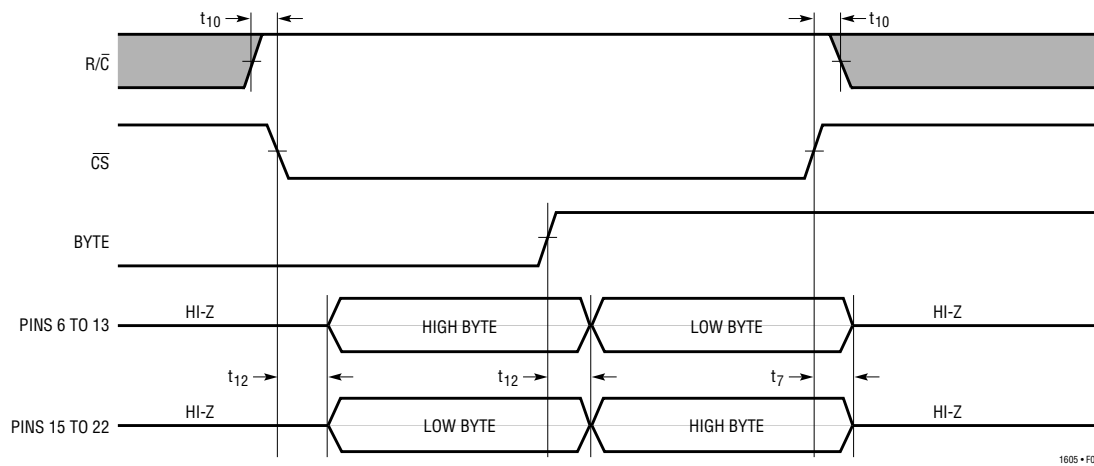 t10 t10
R/C̅
C̅S̅
BYTE
HI-Z HI-Z
PINS 6 TO 13 HIGH BYTE LOW BYTE
t12 t12 t7
HI-Z HI-Z
PINS 15 TO 22 LOW BYTE HIGH BYTE
1605 • F0